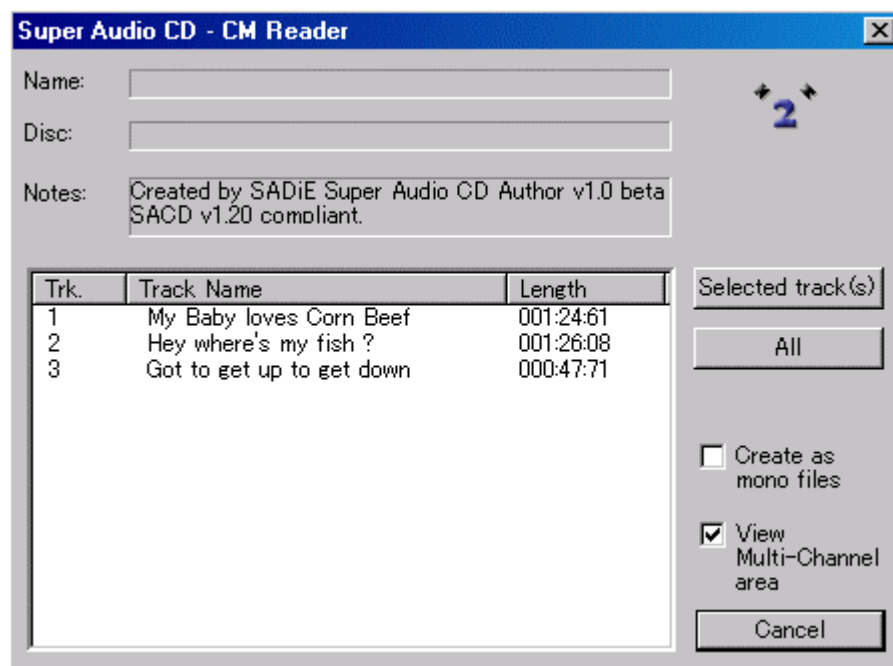 Super Audio CD - CM Reader
Name:
Disc:
Notes:
Created by SADiE Super Audio CD Author v1.0 beta
SACD v1.20 compliant.
2
Trk. Track Name Length
1 My Baby loves Corn Beef 001:24:61
2 Hey where's my fish ? 001:26:08
3 Got to get up to get down 000:47:71
Selected track(s)
All
Create as
mono files
View
Multi-Channel
area
Cancel